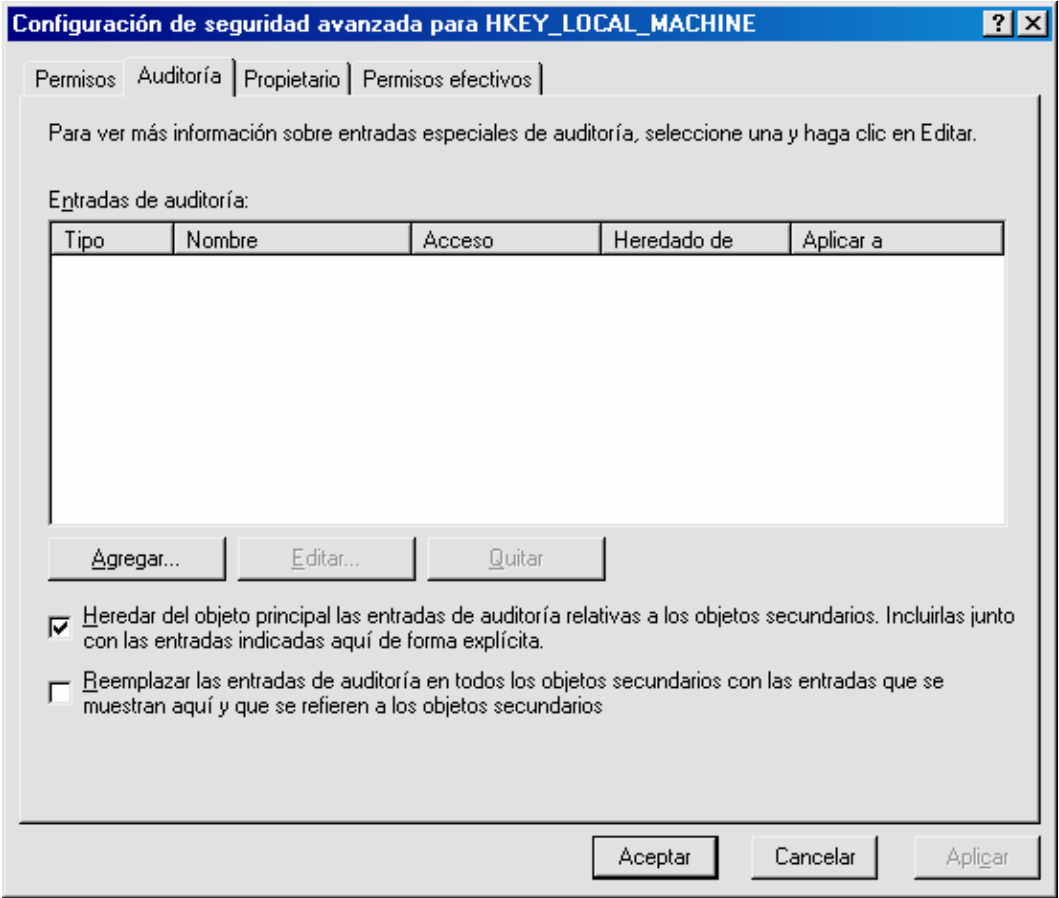 Configuración de seguridad avanzada para HKEY_LOCAL_MACHINE
Permisos Auditoría Propietario Permisos efectivos
Para ver más información sobre entradas especiales de auditoría, seleccione una y haga clic en Editar.
Entradas de auditoría:
Tipo Nombre Acceso Heredado de Aplicar a
Agregar... Editar... Quitar
Heredar del objeto principal las entradas de auditoría relativas a los objetos secundarios. Incluirlas junto
con las entradas indicadas aquí de forma explícita.
Reemplazar las entradas de auditoría en todos los objetos secundarios con las entradas que se
muestran aquí y que se refieren a los objetos secundarios
Aceptar Cancelar Aplicar